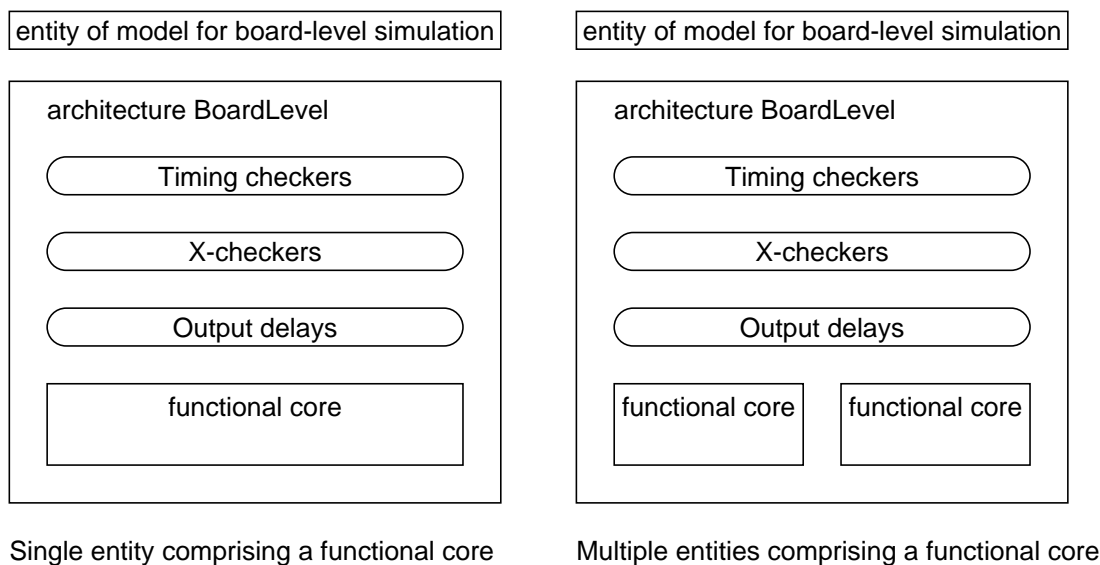 entity of model for board-level simulation
architecture BoardLevel
Timing checkers
X-checkers
Output delays
functional core
Single entity comprising a functional core
entity of model for board-level simulation
architecture BoardLevel
Timing checkers
X-checkers
Output delays
functional core
functional core
Multiple entities comprising a functional core